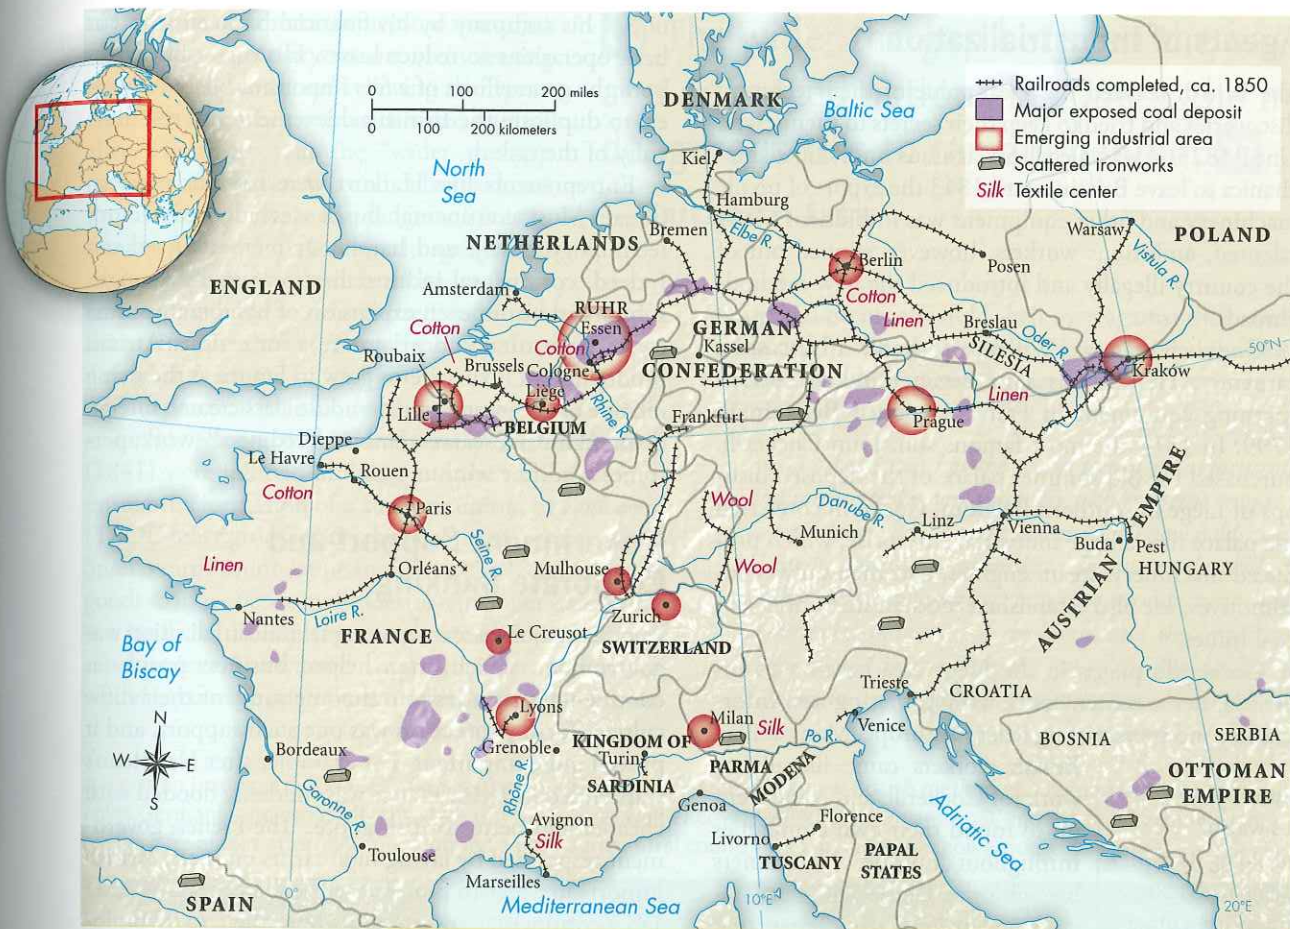 Railroads completed, ca. 1850
Major exposed coal deposit
Emerging industrial area
Scattered ironworks
Silk Textile center
0 100 200 miles
0 100 200 kilometers
DENMARK
Baltic Sea
North
Sea
Kiel
Hamburg
Elbe R.
Bremen
NETHERLANDS
Warsaw
POLAND
Vistula R.
Berlin
Posen
ENGLAND
Amsterdam
Cotton
RUHR
Essen
GERMAN
CONFEDERATION
Linen
Breslau
Oder R.
SILESIA
50°N
Cotton
Roubaix
Cotton
Kassel
Kraków
Brussels
Cologne
Liège
Lille
BELGIUM
Rhine R.
Frankfurt
Linen
Prague
Dieppe
Le Havre
Rouen
Cotton
Paris
Seine R.
Wool
Danube R.
Linz
Vienna
Munich
Buda
Pest
HUNGARY
AUSTRIAN EMPIRE
Linen
Orléans
Mulhouse
Wool
Nantes
Loire R.
Zurich
FRANCE
Le Creusot
SWITZERLAND
Bay of
Biscay
Trieste
CROATIA
Lyons
Milan
Silk
Po R.
Venice
N
W
E
S
Grenoble
KINGDOM OF
SARDINIA
Turin
PARMA
MODENA
BOSNIA
SERBIA
OTTOMAN
EMPIRE
Bordeaux
Garonne R.
Rhône R.
Genoa
Adriatic Sea
Avignon
Silk
Livorno
Florence
TUSCANY
PAPAL
STATES
Toulouse
Marseilles
SPAIN
0°
Mediterranean Sea
10°E
20°E